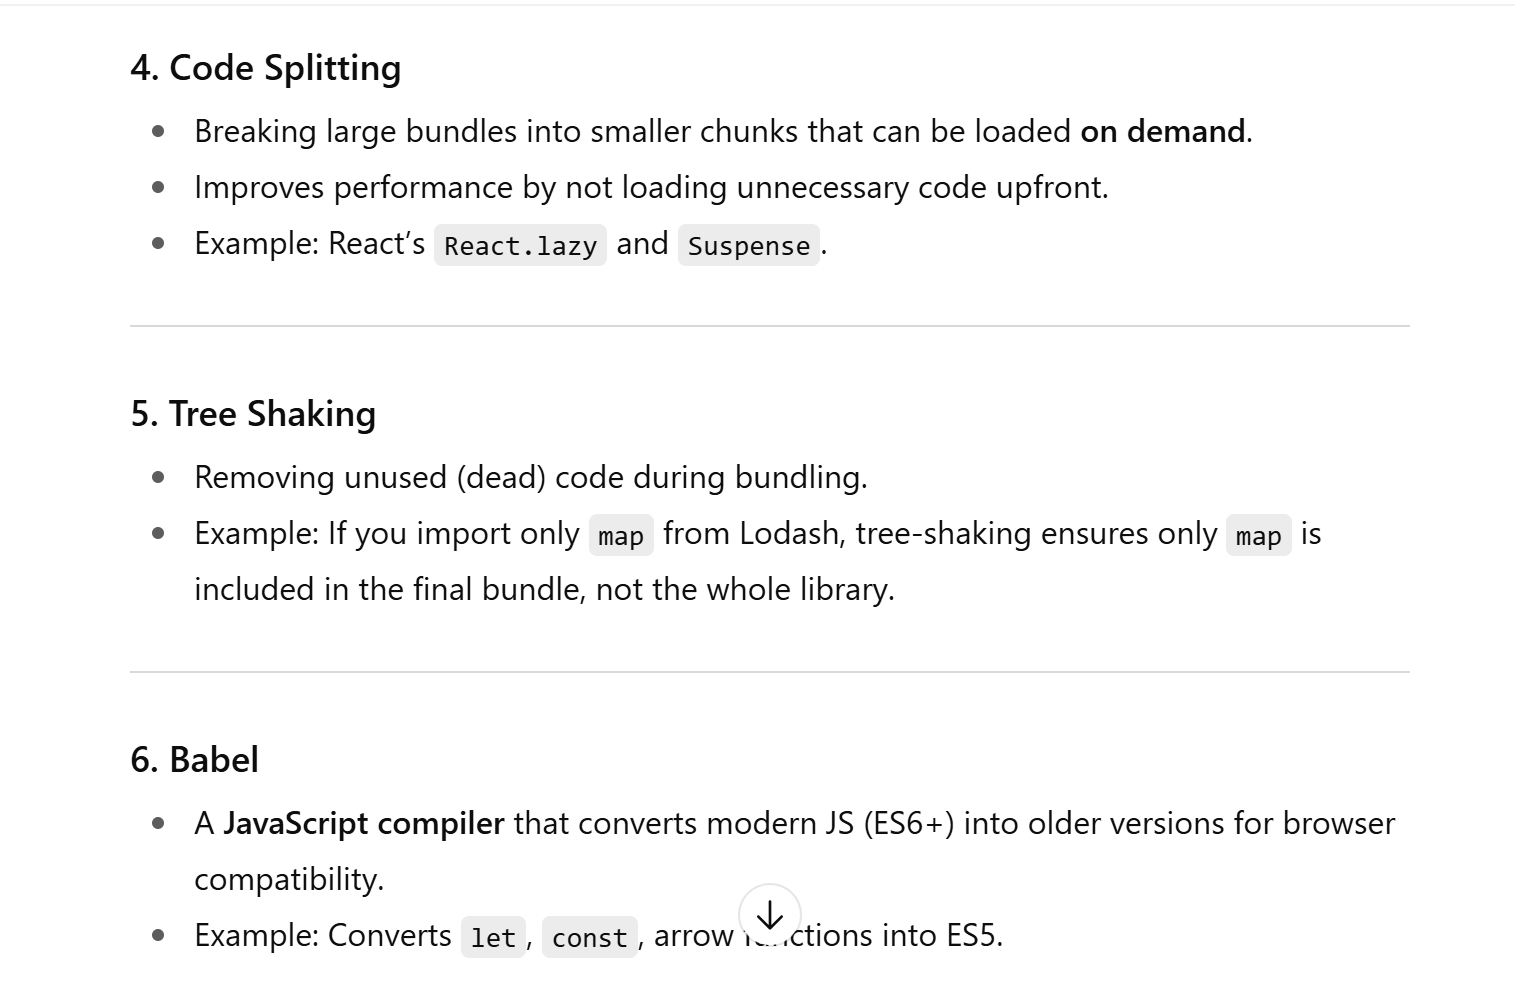 4. Code Splitting
Breaking large bundles into smaller chunks that can be loaded on demand.
Improves performance by not loading unnecessary code upfront.
Example: React’s React.lazy and Suspense.
5. Tree Shaking
Removing unused (dead) code during bundling.
Example: If you import only map from Lodash, tree-shaking ensures only map is
included in the final bundle, not the whole library.
6. Babel
A JavaScript compiler that converts modern JS (ES6+) into older versions for browser
compatibility.
Example: Converts let, const, arrow functions into ES5.